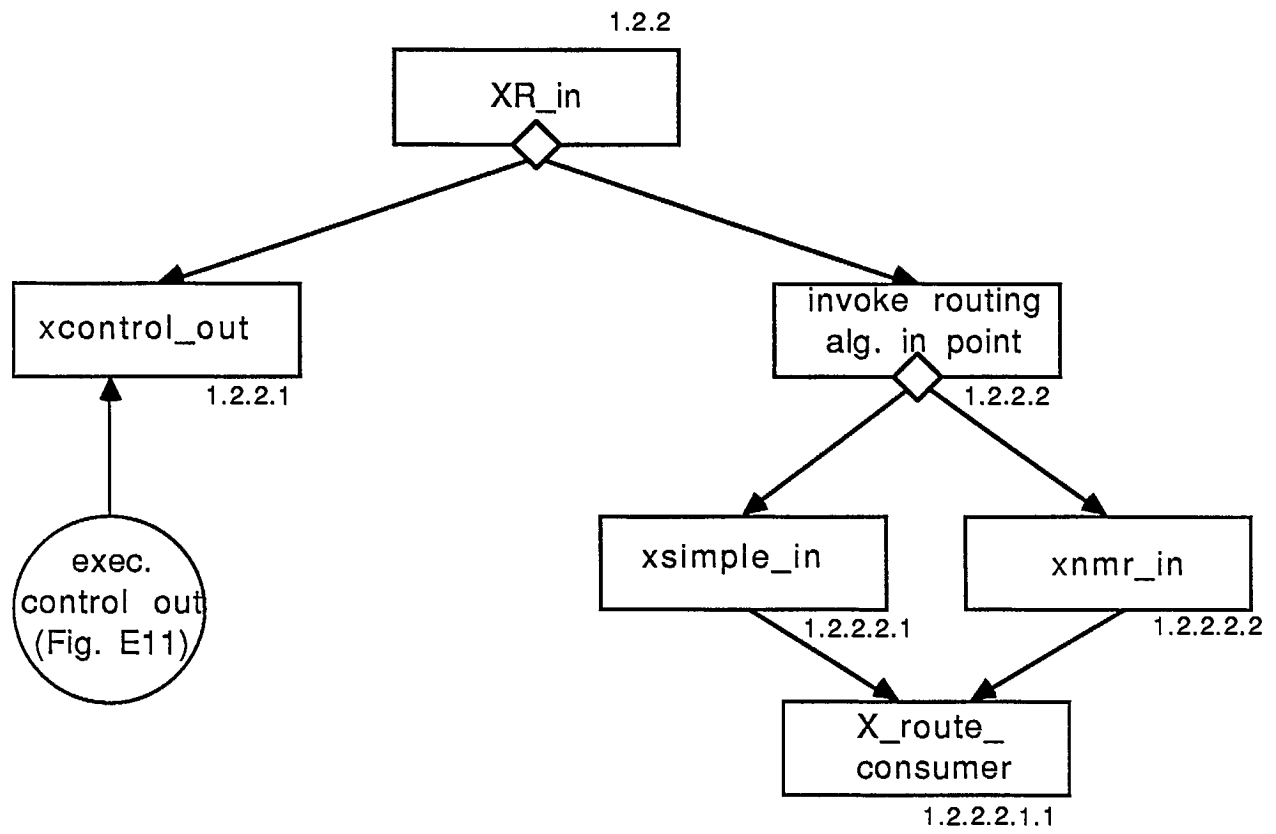 1.2.2
XR_in
xcontrol_out
1.2.2.1
invoke routing
alg. in point
1.2.2.2
exec.
control out
(Fig. E11)
xsimple_in
1.2.2.2.1
xnmr_in
1.2.2.2.2
X_route_
consumer
1.2.2.2.1.1